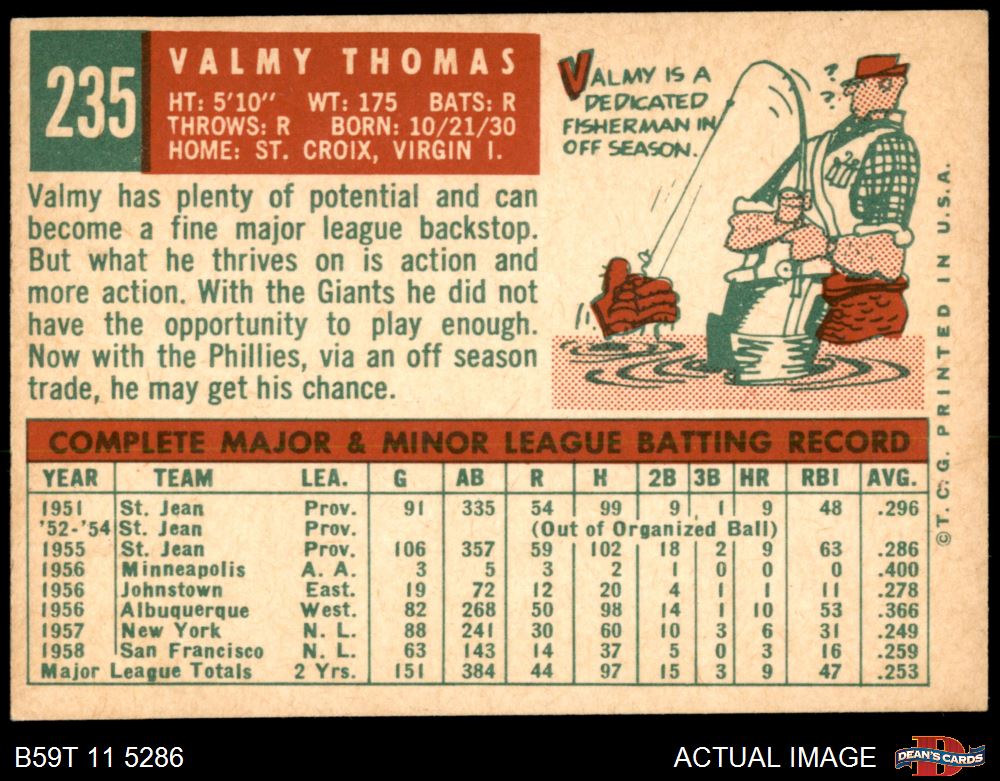 235
VALMY THOMAS
HT: 5'10" WT: 175 BATS: R
THROWS: R BORN: 10/21/30
HOME: ST. CROIX, VIRGIN I.
VALMY IS A
DEDICATED
FISHERMAN IN
OFF SEASON.
? ? ?
Valmy has plenty of potential and can
become a fine major league backstop.
But what he thrives on is action and
more action. With the Giants he did not
have the opportunity to play enough.
Now with the Phillies, via an off season
trade, he may get his chance.
© T. C. G. PRINTED IN U.S.A.
COMPLETE MAJOR & MINOR LEAGUE BATTING RECORD
YEAR TEAM LEA. G AB R H 2B 3B HR RBI AVG.
1951 St. Jean Prov. 91 335 54 99 9 1 9 48 .296
'52-'54 St. Jean Prov. (Out of Organized Ball)
1955 St. Jean Prov. 106 357 59 102 18 2 9 63 .286
1956 Minneapolis A. A. 3 5 3 2 1 0 0 0 .400
1956 Johnstown East. 19 72 12 20 4 1 1 11 .278
1956 Albuquerque West. 82 268 50 98 14 1 10 53 .366
1957 New York N. L. 88 241 30 60 10 3 6 31 .249
1958 San Francisco N. L. 63 143 14 37 5 0 3 16 .259
Major League Totals 2 Yrs. 151 384 44 97 15 3 9 47 .253
B59T 11 5286
ACTUAL IMAGE
DEAN'S CARDS